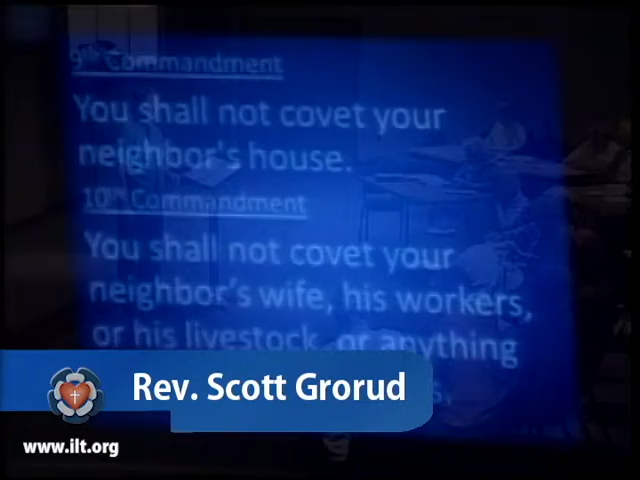 9th Commandment
You shall not covet your
neighbor's house.
10th Commandment
You shall not covet your
neighbor's wife, his workers,
or his livestock, or anything
Rev. Scott Grorud
www.ilt.org